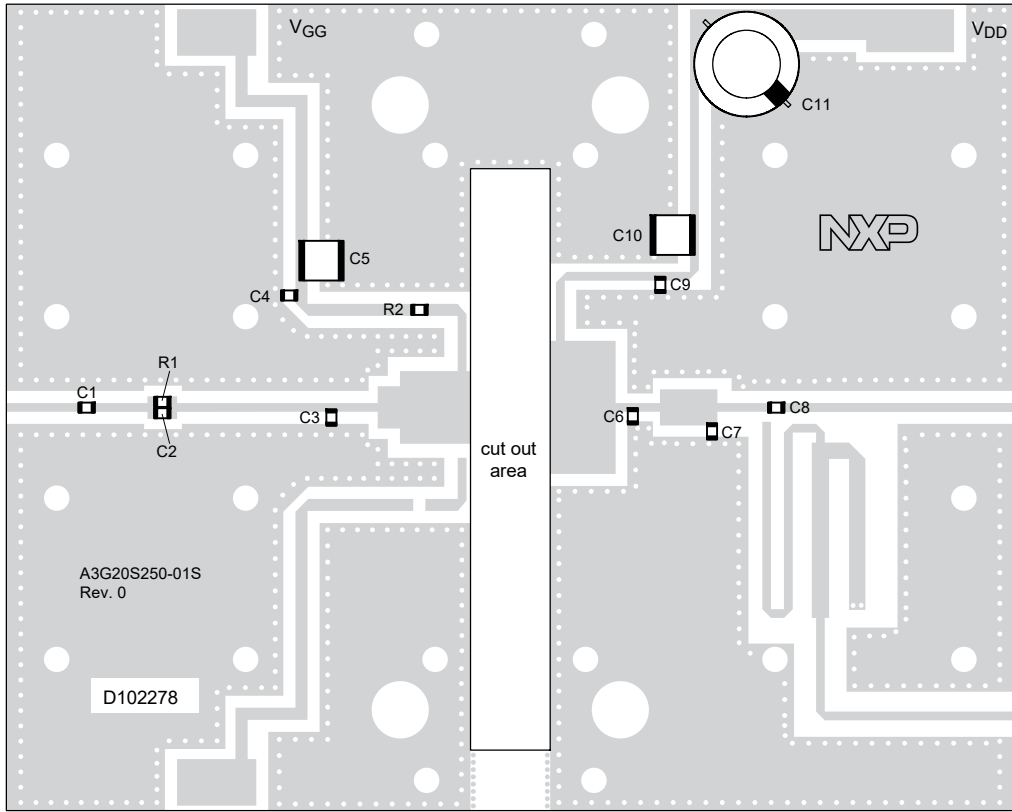 VGG
VDD
C11
NXP
C10
C5
C9
C4
R2
R1
C1
C3
C6
C8
C7
C2
cut out
area
A3G20S250-01S
Rev. 0
D102278